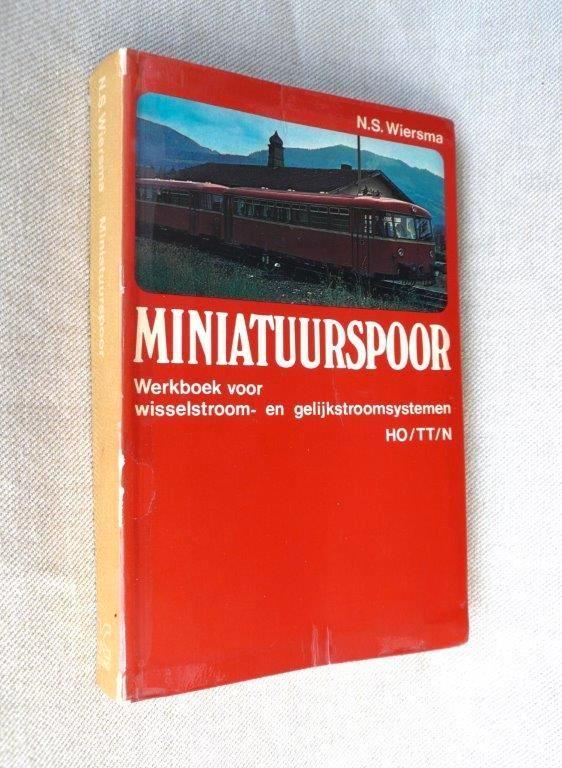 N.S. Wiersma
MINIATUURSPOOR
Werkboek voor
wisselstroom- en gelijkstroomsystemen
HO/TT/N
N.S. Wiersma Miniatuurspoor